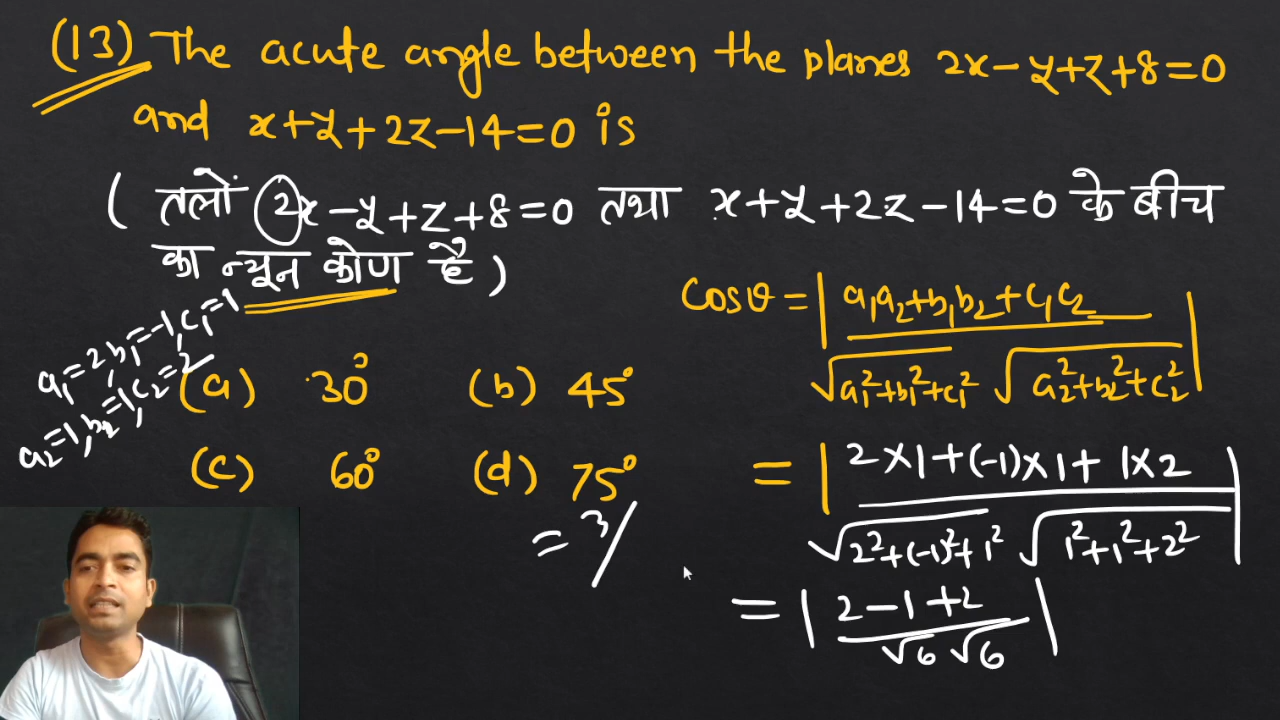 (13) The acute angle between the planes 2x-y+z+8=0
and x+y+2z-14=0 is
( तलों 2x-y+z+8=0 तथा x+y+2z-14=0 के बीच
का न्यून कोण है )
a₁=2, b₁=-1, c₁=1
a₂=1, b₂=1, c₂=2
(a) 30° (b) 45°
(c) 60° (d) 75°
= 3/
cosθ = | a₁a₂+b₁b₂+c₁c₂ |
√a₁²+b₁²+c₁² √a₂²+b₂²+c₂²
= | 2×1+(-1)×1+1×2 |
√2²+(-1)²+1² √1²+1²+2²
= | 2-1+2 |
√6 √6